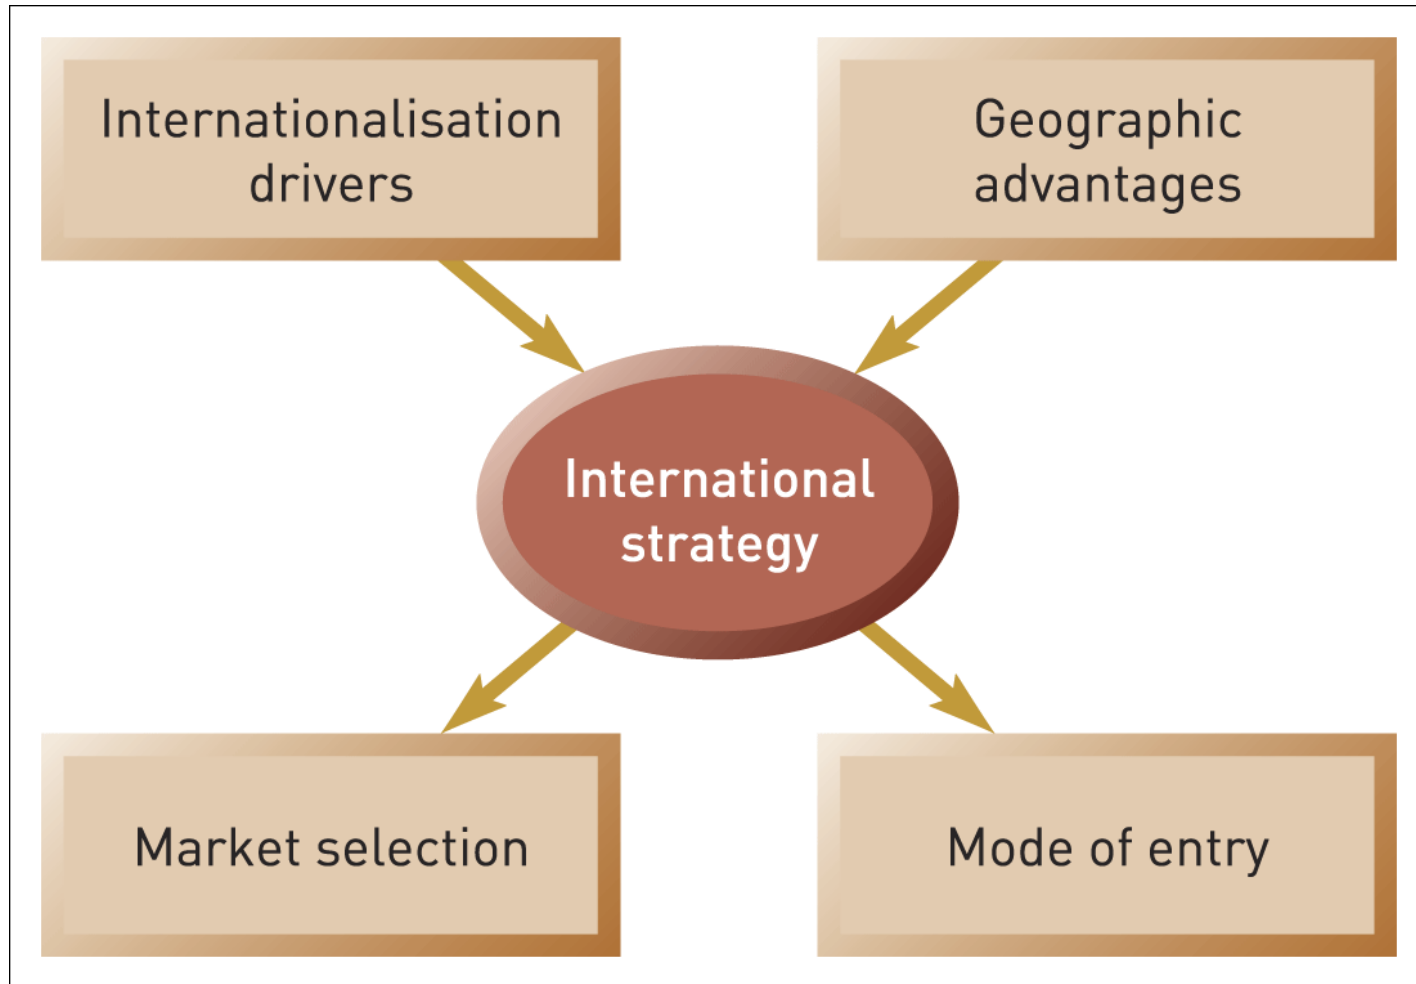 Internationalisation
drivers
Geographic
advantages
International
strategy
Market selection
Mode of entry